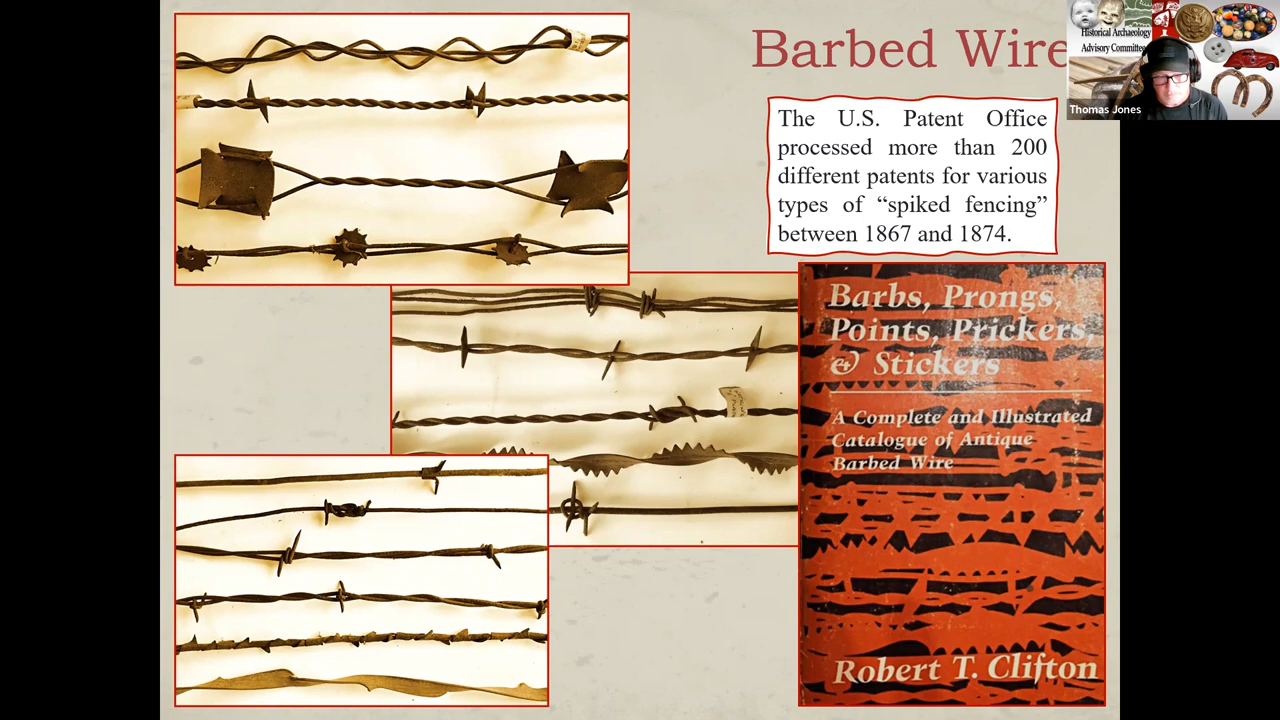 Barbed Wire
Historical Archaeology
Advisory Committee
Thomas Jones
The U.S. Patent Office
processed more than 200
different patents for various
types of “spiked fencing”
between 1867 and 1874.
Barbs, Prongs,
Points, Prickers,
& Stickers
A Complete and Illustrated
Catalogue of Antique
Barbed Wire
Robert T. Clifton